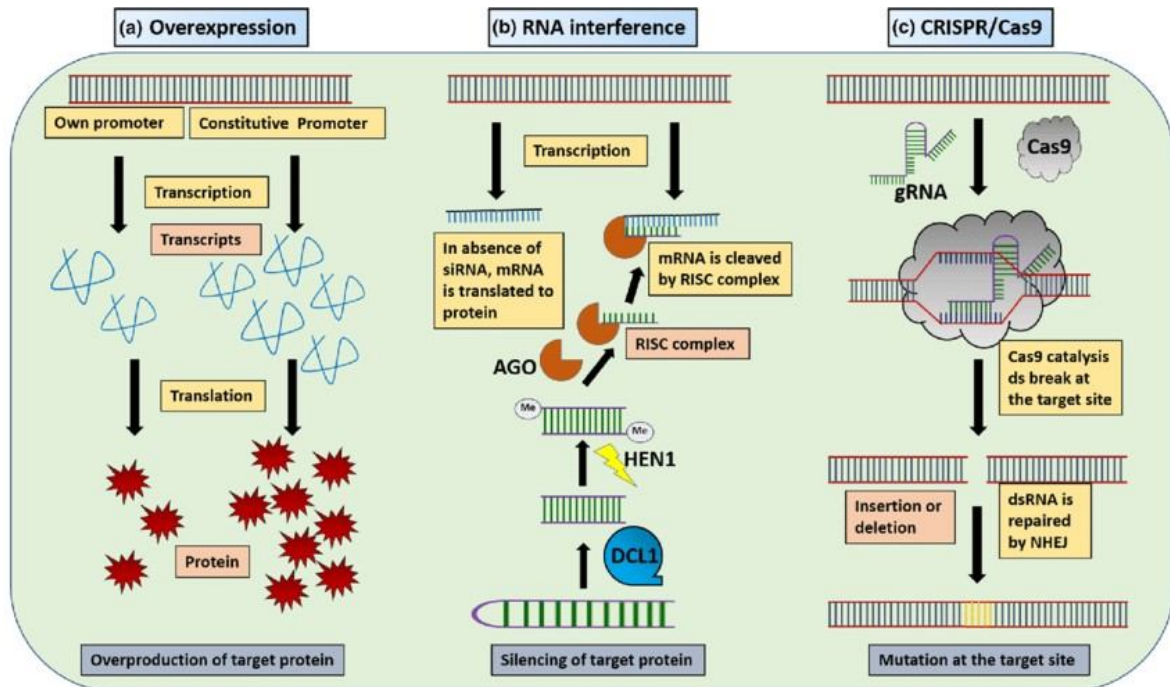 (a) Overexpression
(b) RNA interference
(c) CRISPR/Cas9
Own promoter
Constitutive Promoter
Transcription
Transcripts
Translation
Protein
Overproduction of target protein
Transcription
In absence of
siRNA, mRNA
is translated to
protein
mRNA is cleaved
by RISC complex
RISC complex
AGO
Me
Me
HEN1
DCL1
Silencing of target protein
gRNA
Cas9
Cas9 catalysis
ds break at
the target site
Insertion or
deletion
dsRNA is
repaired
by NHEJ
Mutation at the target site